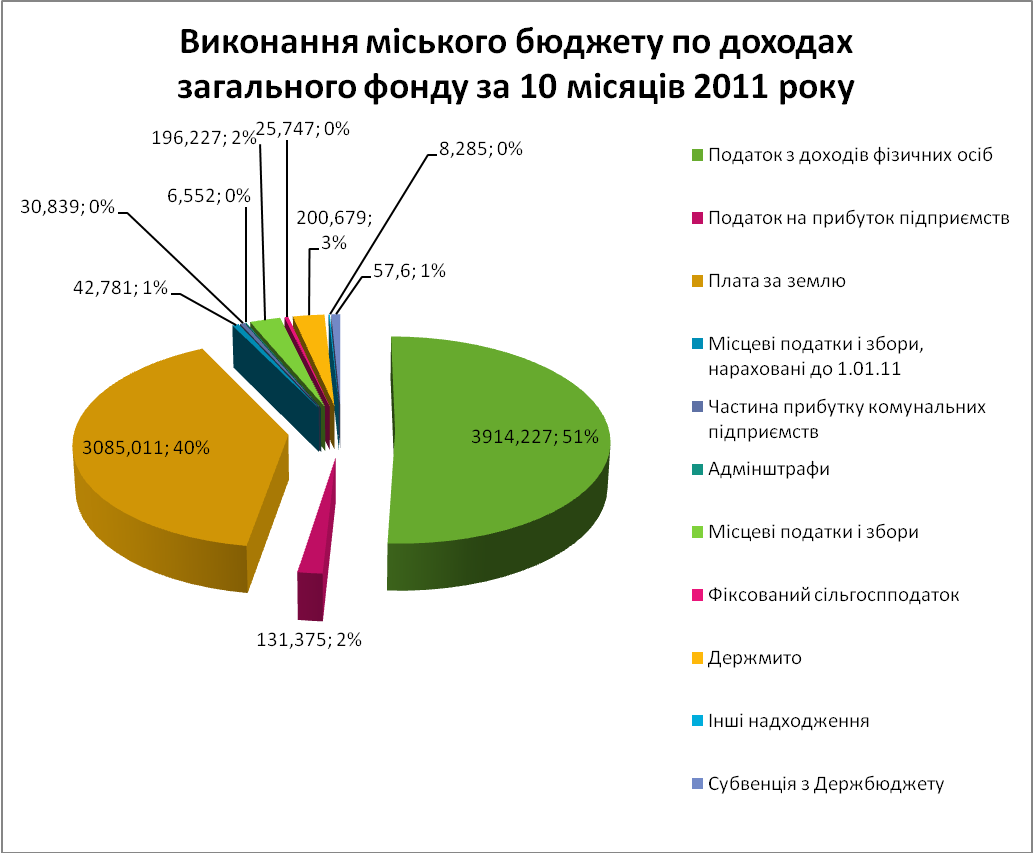 Виконання міського бюджету по доходах
загального фонду за 10 місяців 2011 року
196,227; 2%
25,747; 0%
8,285; 0%
6,552; 0%
30,839; 0%
200,679;
3%
57,6; 1%
42,781; 1%
3085,011; 40%
3914,227; 51%
131,375; 2%
Податок з доходів фізичних осіб
Податок на прибуток підприємств
Плата за землю
Місцеві податки і збори,
нараховані до 1.01.11
Частина прибутку комунальних
підприємств
Адмінштрафи
Місцеві податки і збори
Фіксований сільгоспподаток
Держмито
Інші надходження
Субвенція з Держбюджету